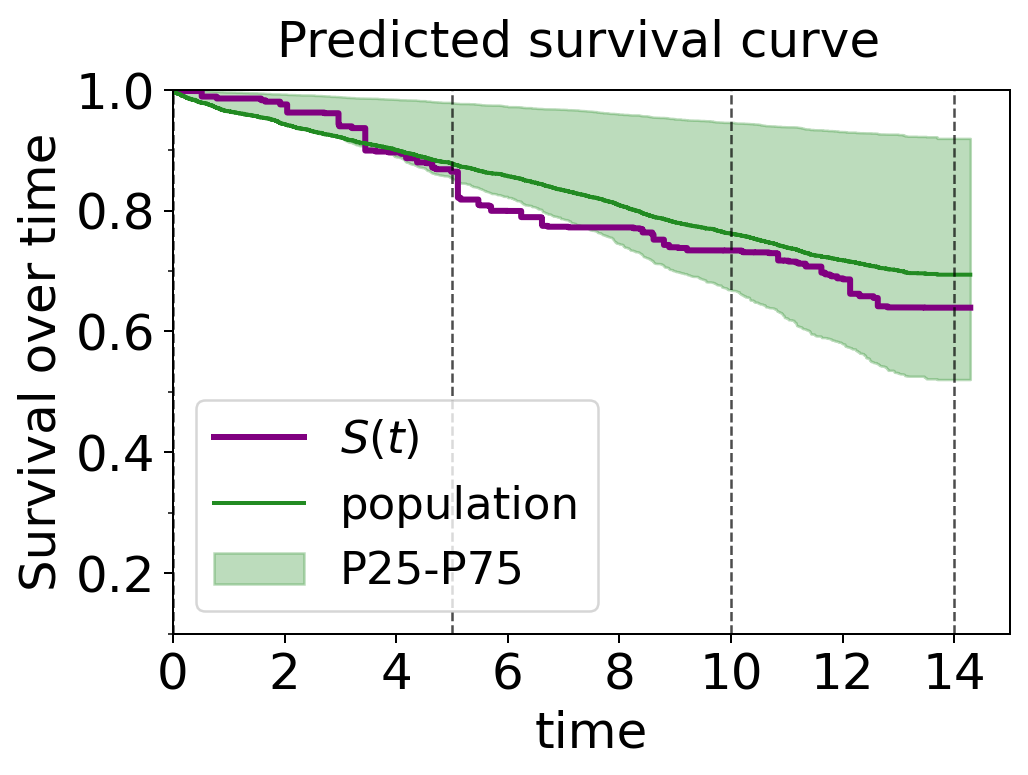 Predicted survival curve
Survival over time
1.0
0.8
0.6
0.4
0.2
S(t)
population
P25-P75
0 2 4 6 8 10 12 14
time